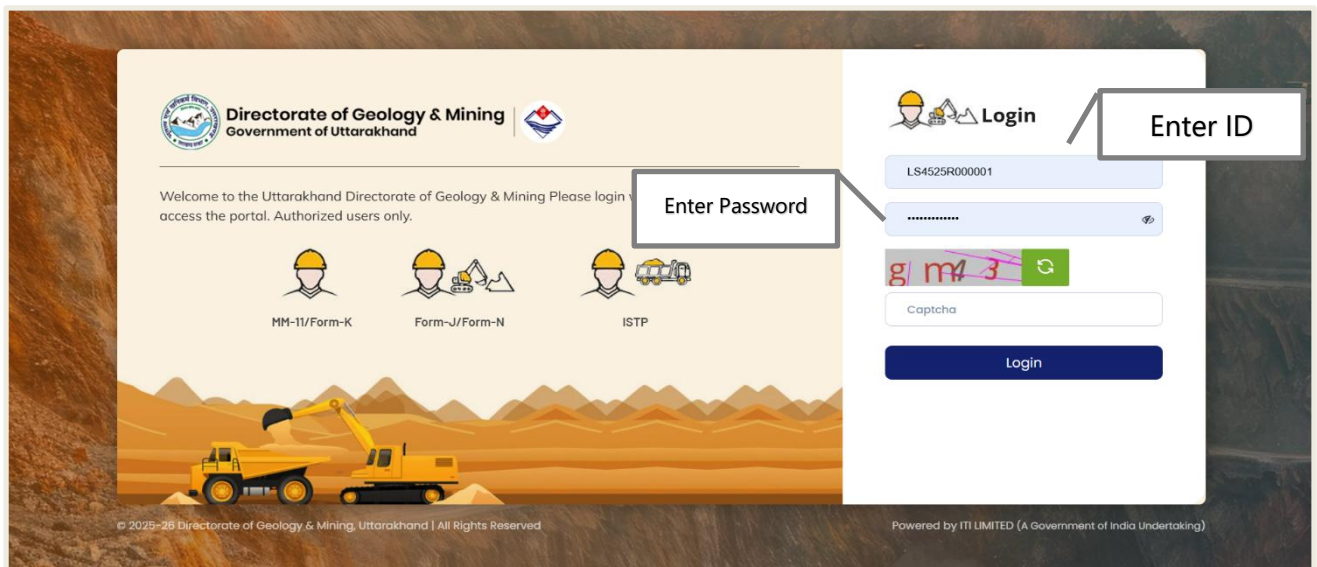 Directorate of Geology & Mining
Government of Uttarakhand
Welcome to the Uttarakhand Directorate of Geology & Mining Please login
access the portal. Authorized users only.
MM-11/Form-K
Form-J/Form-N
ISTP
Login
Enter ID
LS4525R000001
Enter Password
•••••••••••••
Captcha
Login
© 2025-26 Directorate of Geology & Mining, Uttarakhand | All Rights Reserved
Powered by ITI LIMITED (A Government of India Undertaking)